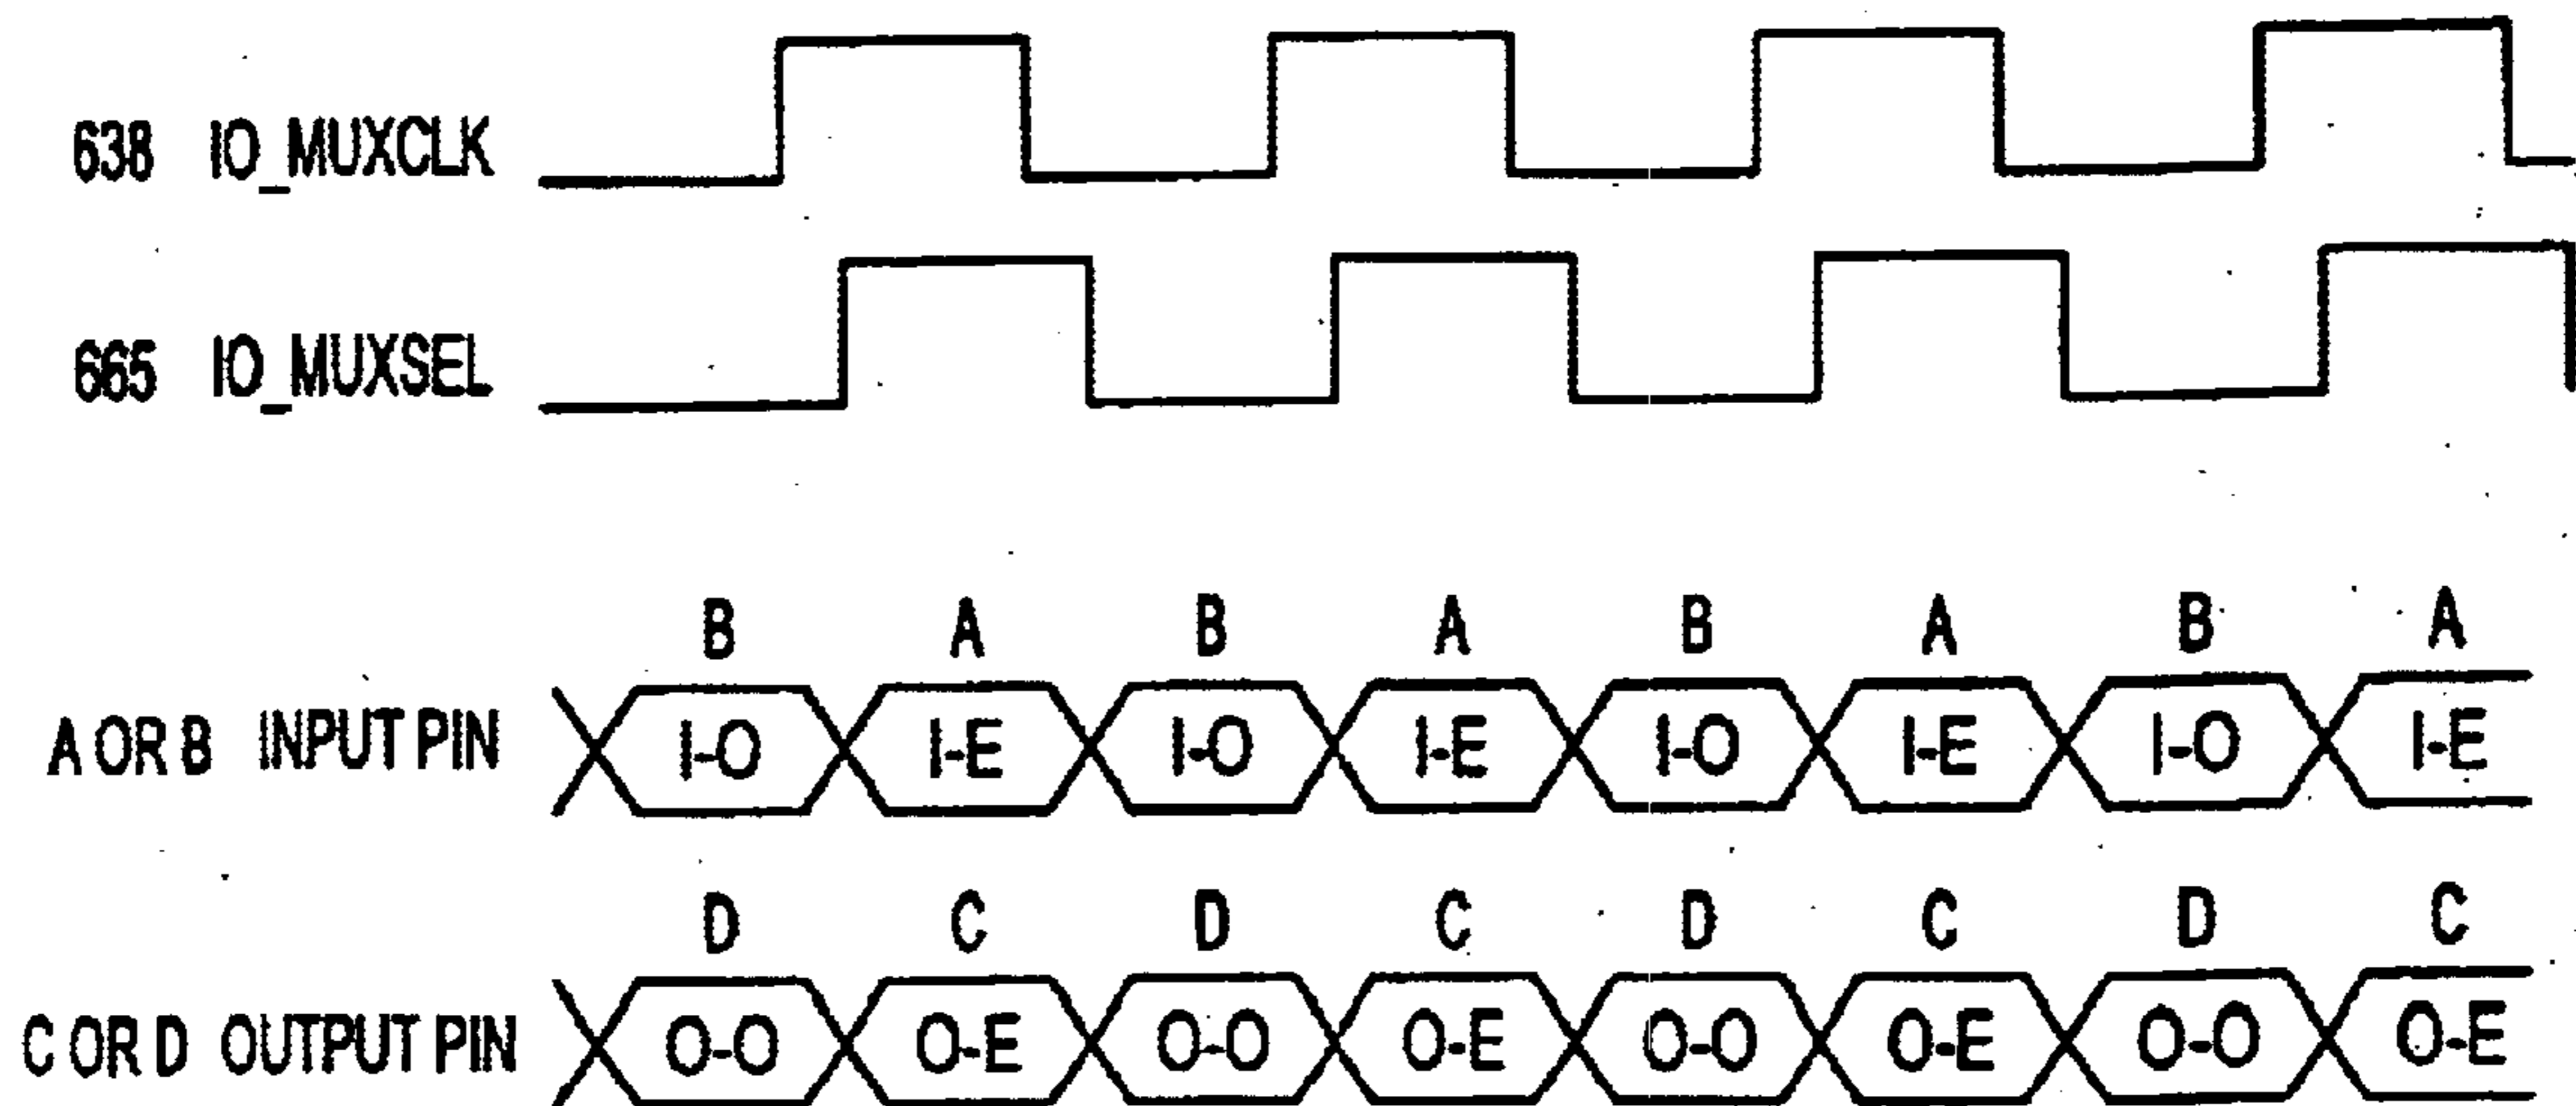 638 IO_MUXCLK
665 IO_MUXSEL
B A B A B A B A
A OR B INPUT PIN I-O I-E I-O I-E I-O I-E I-O I-E
D C D C D C D C
C OR D OUTPUT PIN O-O O-E O-O O-E O-O O-E O-O O-E